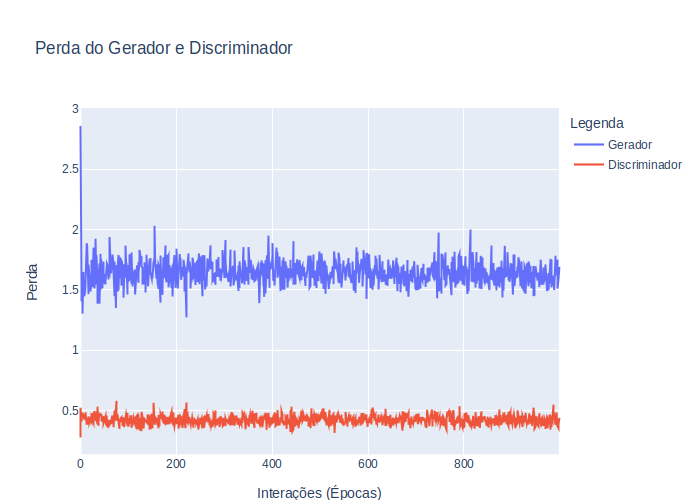 Perda do Gerador e Discriminador
Legenda
Gerador
Discriminador
Perda
3
2.5
2
1.5
1
0.5
0
200
400
600
800
Interações (Épocas)